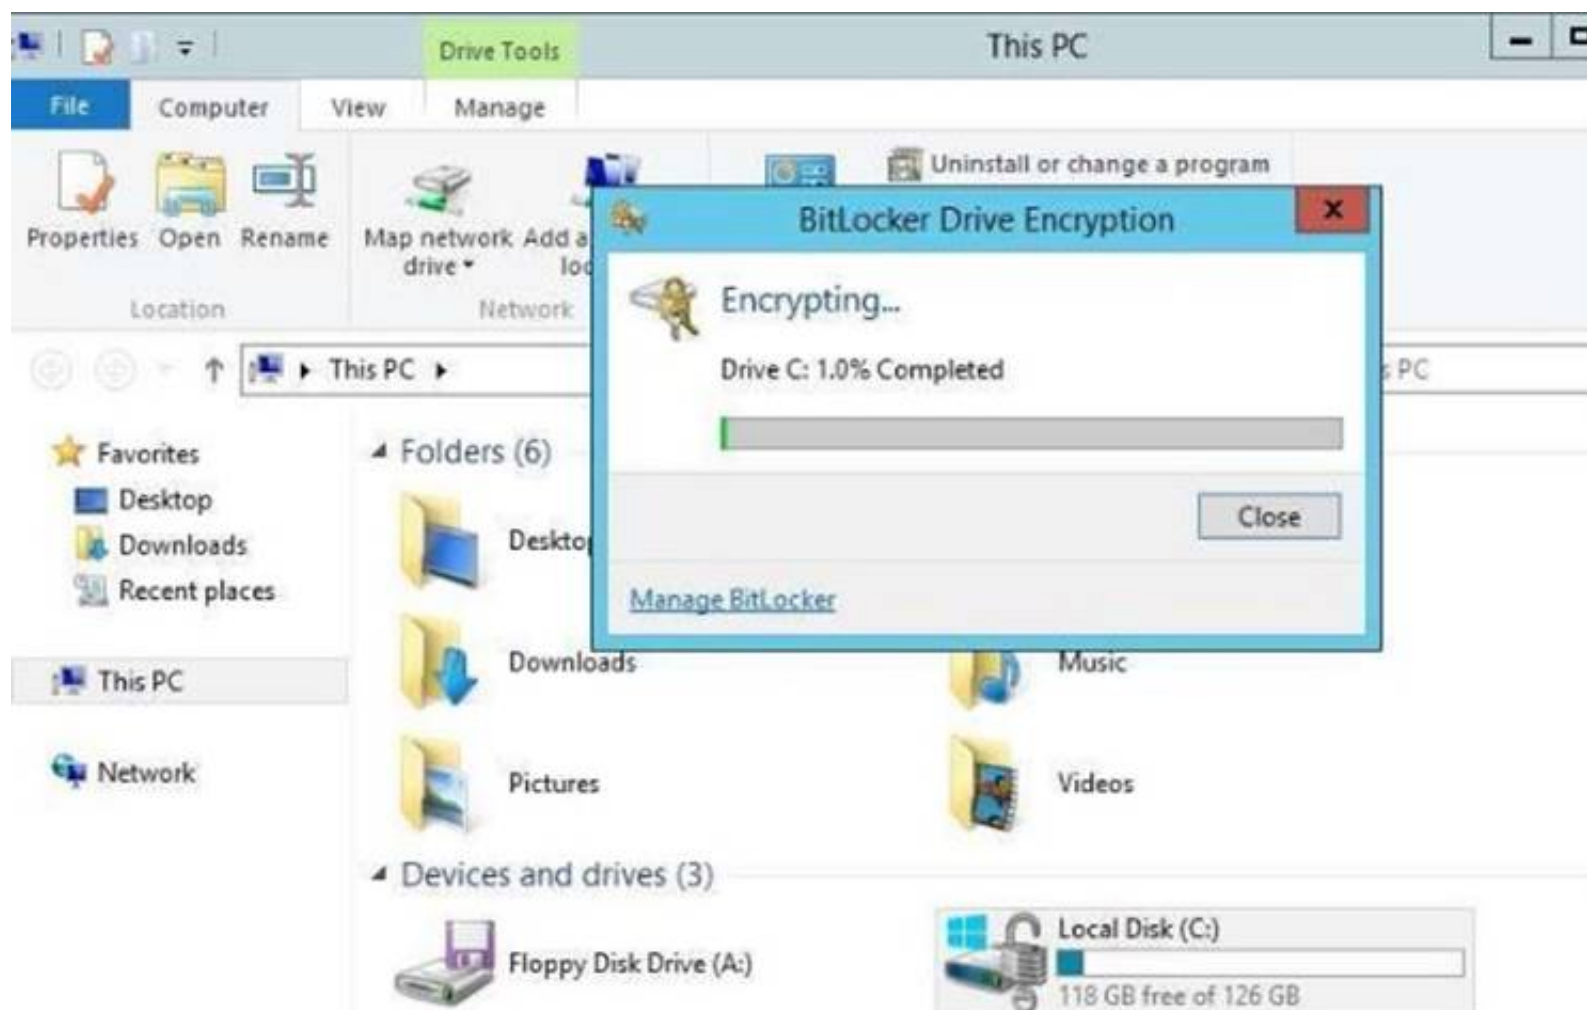 Drive Tools
This PC
File
Computer
View
Manage
Properties
Open
Rename
Map network
drive
Add a
Uninstall or change a program
Location
Network
BitLocker Drive Encryption
Encrypting...
Drive C: 1.0% Completed
Close
Manage BitLocker
This PC
PC
Favorites
Desktop
Downloads
Recent places
This PC
Network
Folders (6)
Desktop
Downloads
Music
Pictures
Videos
Devices and drives (3)
Floppy Disk Drive (A:)
Local Disk (C:)
118 GB free of 126 GB